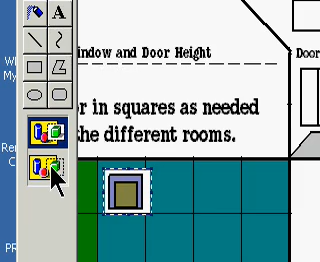 A
indow and Door Height
Door
r in squares as needed
the different rooms.